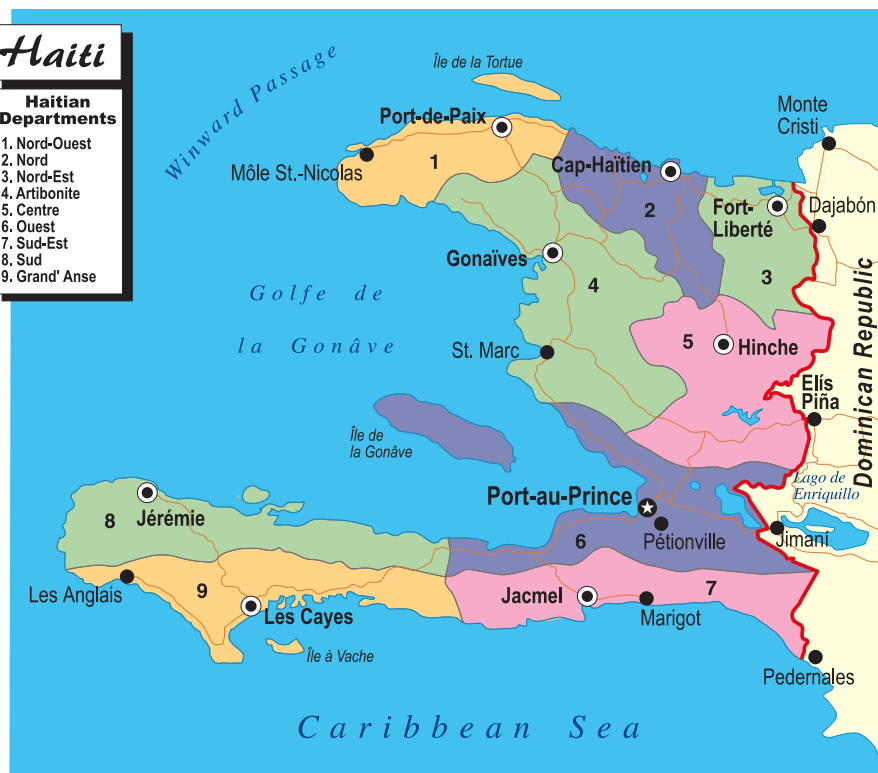 Haiti
Haitian
Departments
1. Nord-Ouest
2. Nord
3. Nord-Est
4. Artibonite
5. Centre
6. Ouest
7. Sud-Est
8. Sud
9. Grand' Anse
Winward Passage
Île de la Tortue
Port-de-Paix
Monte
Cristi
Môle St.-Nicolas
1
Cap-Haïtien
2
Fort-
Liberté
Dajabón
Gonaïves
4
3
Golfe de
la Gonâve
St. Marc
5
Hinche
Dominican Republic
Elís
Piña
Île de
la Gonâve
Lago de
Enriquillo
Port-au-Prince
8
Jérémie
6
Pétionville
Jimaní
Les Anglais
9
Les Cayes
Jacmel
7
Marigot
Île à Vache
Pedernales
Caribbean Sea